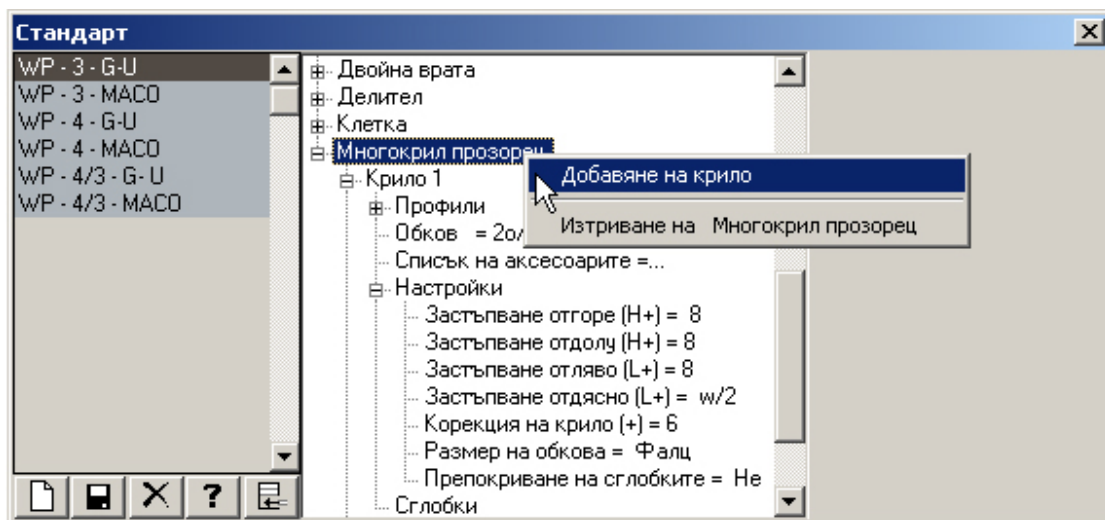 Стандарт
WP - 3 - G-U
WP - 3 - MACO
WP - 4 - G-U
WP - 4 - MACO
WP - 4/3 - G- U
WP - 4/3 - MACO
Двойна врата
Делител
Клетка
Многокрил прозорец
Крило 1
Профили
Обков = 2о/
Списък на аксесоарите =...
Настройки
Застъпване отгоре (H+) = 8
Застъпване отдолу (H+) = 8
Застъпване отляво (L+) = 8
Застъпване отдясно (L+) = w/2
Корекция на крило (+) = 6
Размер на обкова = Фалц
Препокриване на сглобките = Не
Сглобки
Добавяне на крило
Изтриване на Многокрил прозорец
?